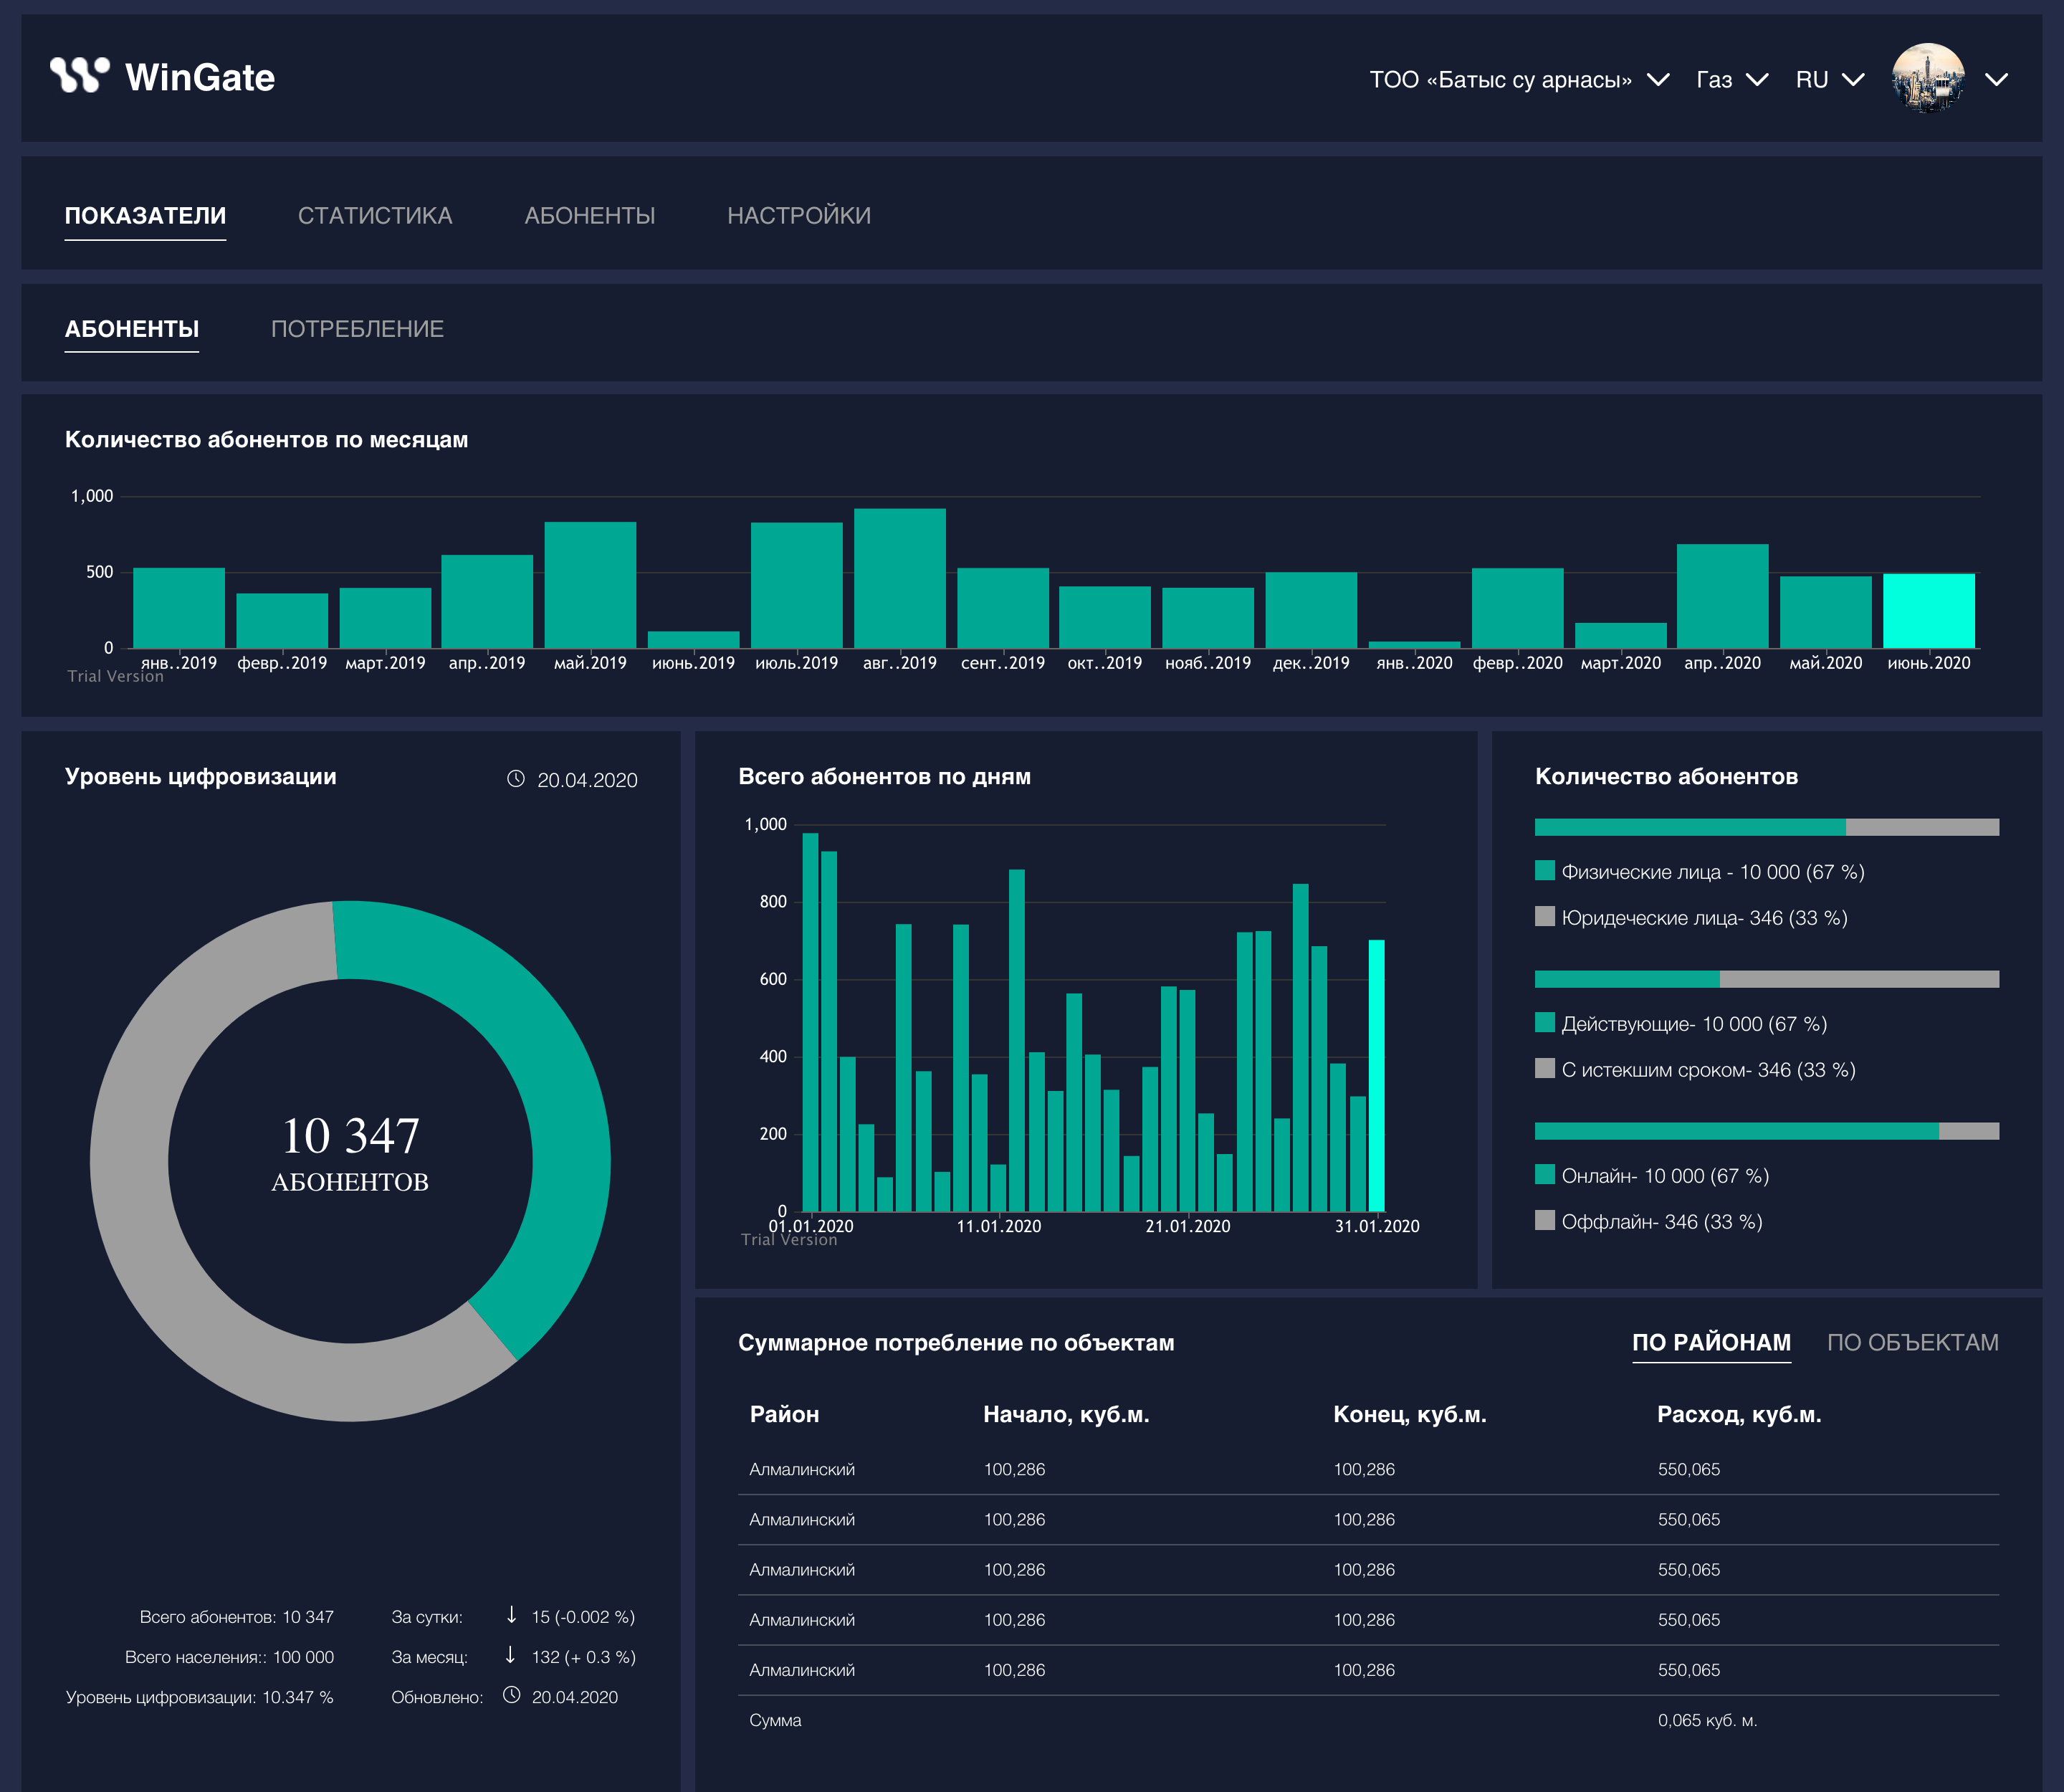 WinGate
ТОО «Батыс су арнасы» Газ RU
ПОКАЗАТЕЛИ СТАТИСТИКА АБОНЕНТЫ НАСТРОЙКИ
АБОНЕНТЫ ПОТРЕБЛЕНИЕ
Количество абонентов по месяцам
1,000
500
0
янв..2019 февр..2019 март.2019 апр..2019 май.2019 июнь.2019 июль.2019 авг..2019 сент..2019 окт..2019 нояб..2019 дек..2019 янв..2020 февр..2020 март.2020 апр..2020 май.2020 июнь.2020
Trial Version
Уровень цифровизации 20.04.2020
10 347
АБОНЕНТОВ
Всего абонентов: 10 347 За сутки: 15 (-0.002 %)
Всего населения:: 100 000 За месяц: 132 (+ 0.3 %)
Уровень цифровизации: 10.347 % Обновлено: 20.04.2020
Всего абонентов по дням
1,000
800
600
400
200
0
01.01.2020 11.01.2020 21.01.2020 31.01.2020
Trial Version
Количество абонентов
Физические лица - 10 000 (67 %)
Юридеческие лица- 346 (33 %)
Действующие- 10 000 (67 %)
С истекшим сроком- 346 (33 %)
Онлайн- 10 000 (67 %)
Оффлайн- 346 (33 %)
Суммарное потребление по объектам ПО РАЙОНАМ ПО ОБЪЕКТАМ
Район Начало, куб.м. Конец, куб.м. Расход, куб.м.
Алмалинский 100,286 100,286 550,065
Алмалинский 100,286 100,286 550,065
Алмалинский 100,286 100,286 550,065
Алмалинский 100,286 100,286 550,065
Алмалинский 100,286 100,286 550,065
Сумма 0,065 куб. м.